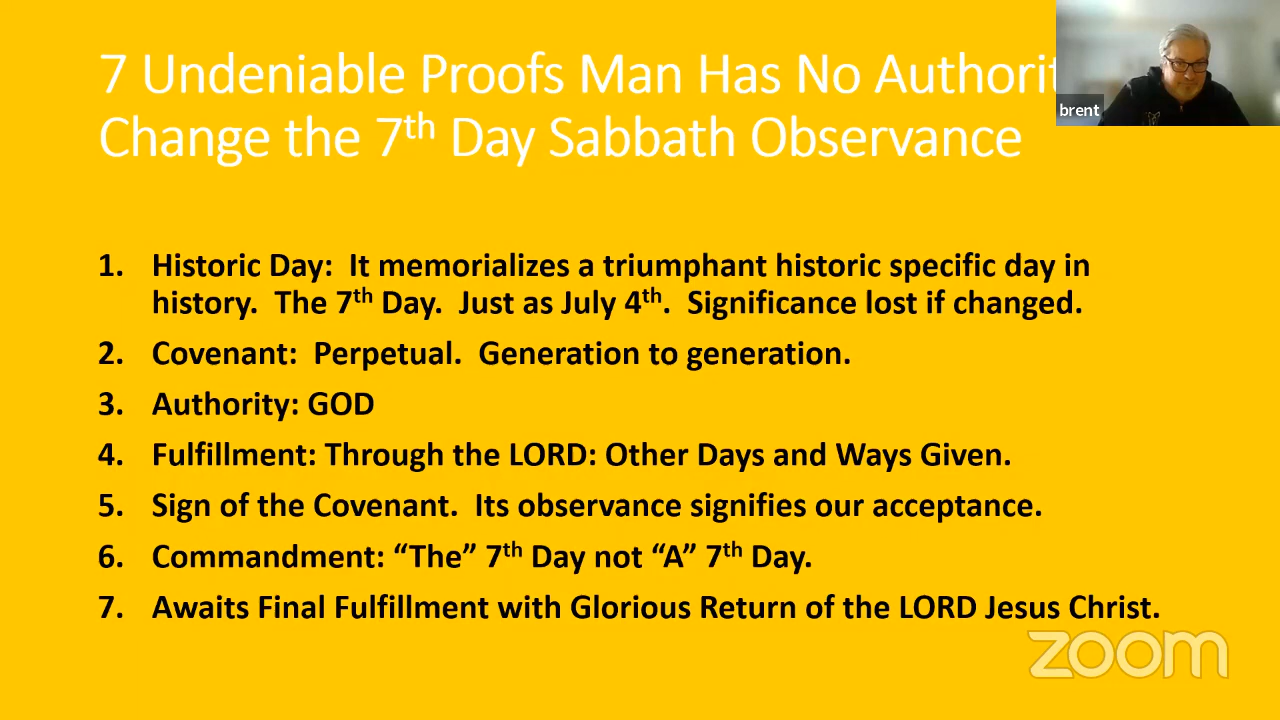 7 Undeniable Proofs Man Has No Authorit
Change the 7th Day Sabbath Observance
brent
1. Historic Day: It memorializes a triumphant historic specific day in
history. The 7th Day. Just as July 4th. Significance lost if changed.
2. Covenant: Perpetual. Generation to generation.
3. Authority: GOD
4. Fulfillment: Through the LORD: Other Days and Ways Given.
5. Sign of the Covenant. Its observance signifies our acceptance.
6. Commandment: “The” 7th Day not “A” 7th Day.
7. Awaits Final Fulfillment with Glorious Return of the LORD Jesus Christ.
zoom